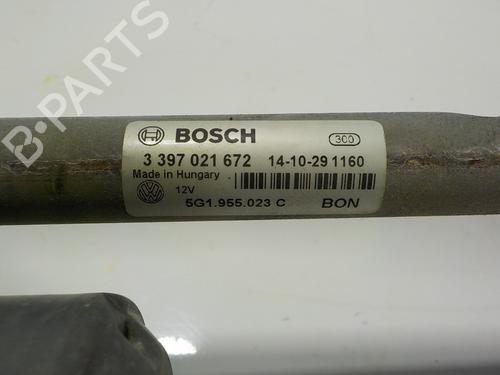 BOSCH 300
3 397 021 672 14-10-29 1160
Made in Hungary
12V
5G1.955.023 C BON
B-PARTS